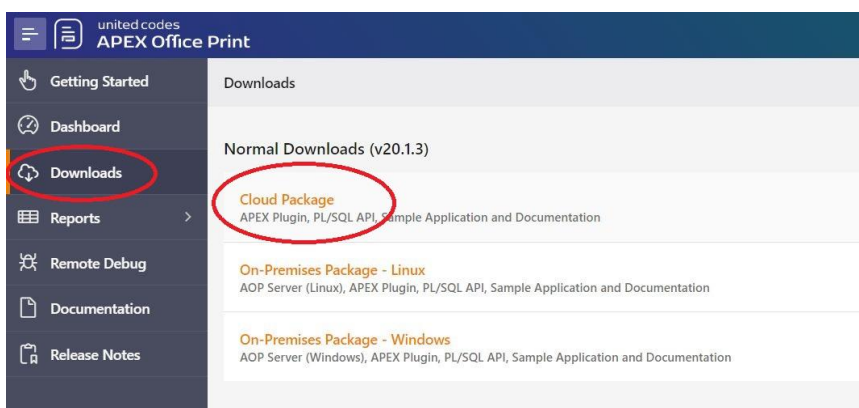 united codes
APEX Office Print
Getting Started
Dashboard
Downloads
Reports
Remote Debug
Documentation
Release Notes
Downloads
Normal Downloads (v20.1.3)
Cloud Package
APEX Plugin, PL/SQL API, Sample Application and Documentation
On-Premises Package - Linux
AOP Server (Linux), APEX Plugin, PL/SQL API, Sample Application and Documentation
On-Premises Package - Windows
AOP Server (Windows), APEX Plugin, PL/SQL API, Sample Application and Documentation